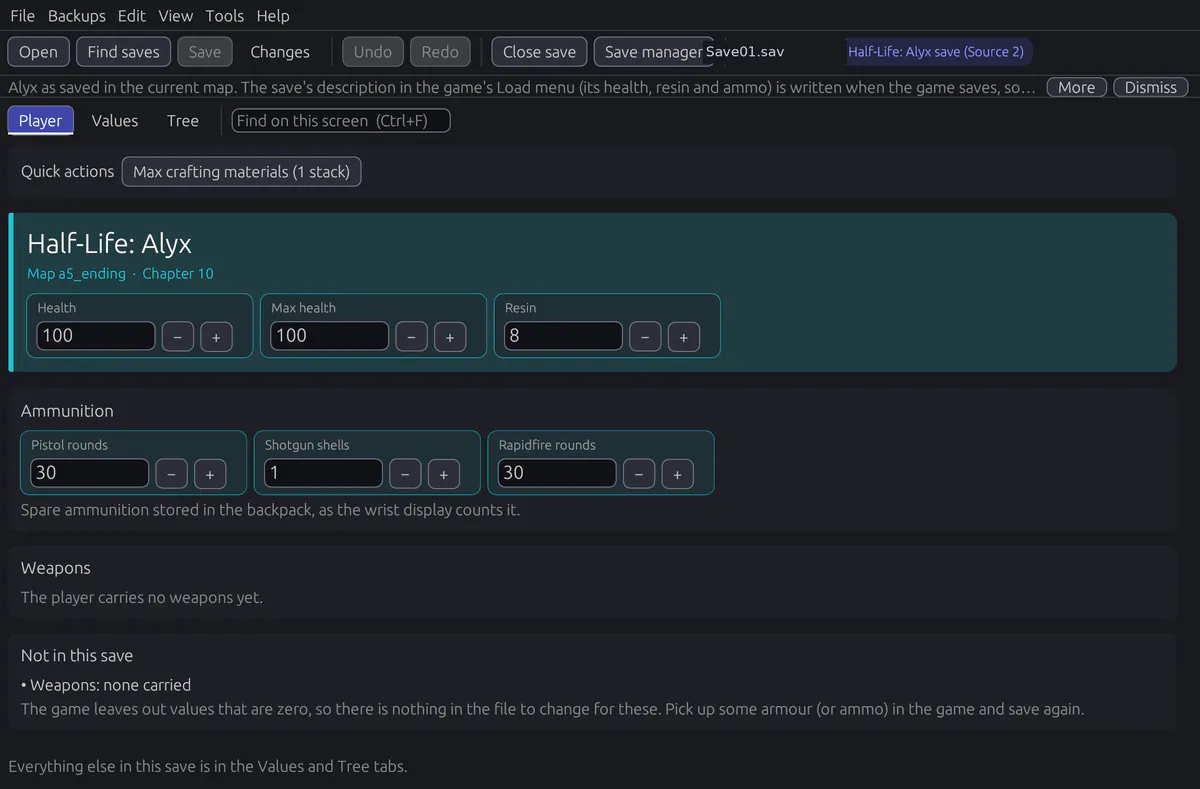 File Backups Edit View Tools Help
Open Find saves Save Changes Undo Redo Close save Save manager Save01.sav Half-Life: Alyx save (Source 2)
Alyx as saved in the current map. The save's description in the game's Load menu (its health, resin and ammo) is written when the game saves, so… More Dismiss
Player Values Tree Find on this screen (Ctrl+F)
Quick actions Max crafting materials (1 stack)
Half-Life: Alyx
Map a5_ending · Chapter 10
Health Max health Resin
100 – + 100 – + 8 – +
Ammunition
Pistol rounds Shotgun shells Rapidfire rounds
30 – + 1 – + 30 – +
Spare ammunition stored in the backpack, as the wrist display counts it.
Weapons
The player carries no weapons yet.
Not in this save
• Weapons: none carried
The game leaves out values that are zero, so there is nothing in the file to change for these. Pick up some armour (or ammo) in the game and save again.
Everything else in this save is in the Values and Tree tabs.